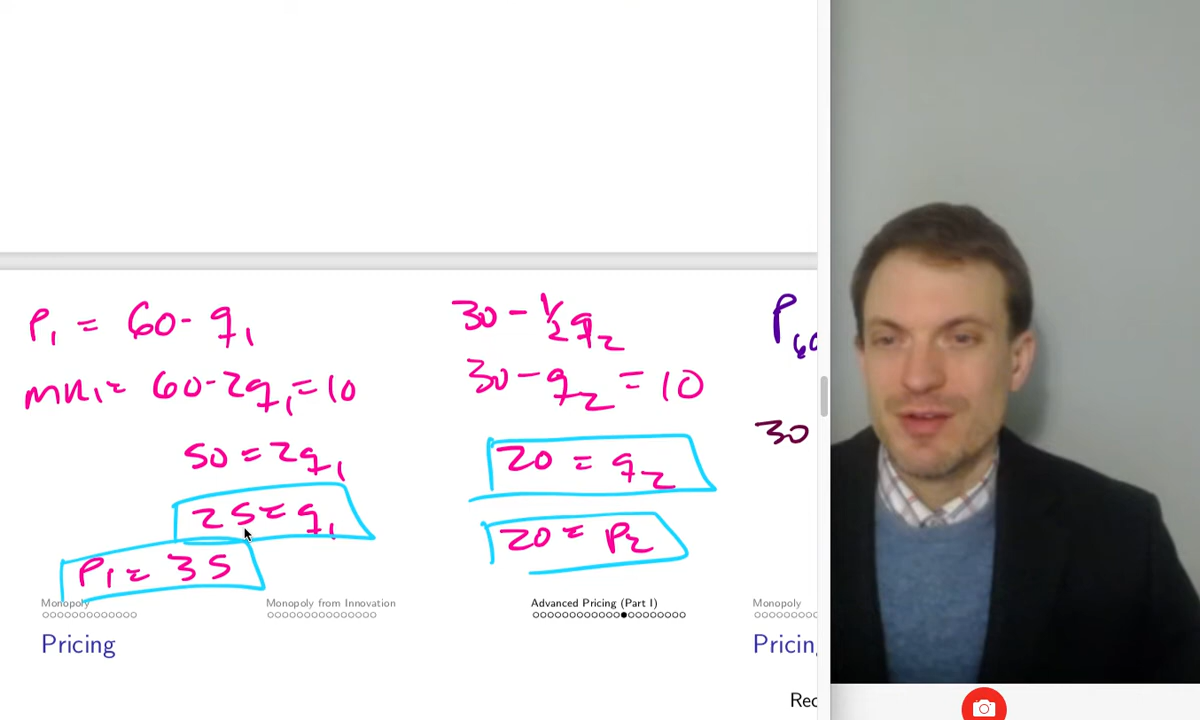 P₁ = 60 - q₁
MR₁ = 60 - 2q₁ = 10
50 = 2q₁
25 = q₁
P₁ = 35
30 - ½q₂
30 - q₂ = 10
20 = q₂
20 = P₂
P₆₀
30
Monopoly
Monopoly from Innovation
Advanced Pricing (Part I)
Monopoly
Pricing
Pricin
Rec